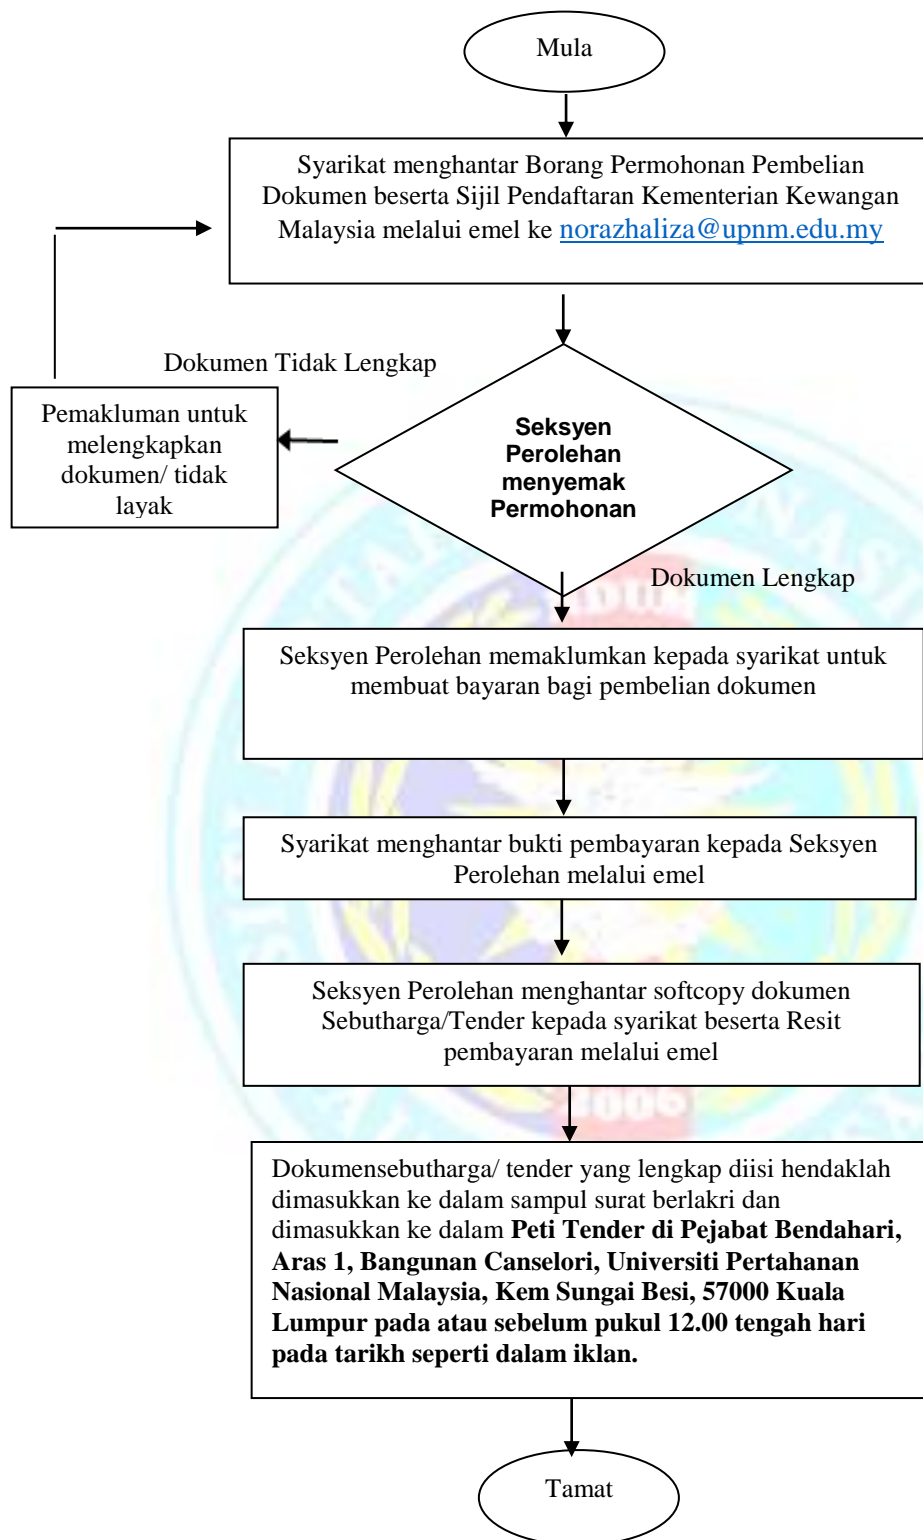 Mula
Syarikat menghantar Borang Permohonan Pembelian
Dokumen beserta Sijil Pendaftaran Kementerian Kewangan
Malaysia melalui emel ke norazhaliza@upnm.edu.my
Dokumen Tidak Lengkap
Pemakluman untuk
melengkapkan
dokumen/ tidak
layak
Seksyen
Perolehan
menyemak
Permohonan
Dokumen Lengkap
Seksyen Perolehan memaklumkan kepada syarikat untuk
membuat bayaran bagi pembelian dokumen
Syarikat menghantar bukti pembayaran kepada Seksyen
Perolehan melalui emel
Seksyen Perolehan menghantar softcopy dokumen
Sebutharga/Tender kepada syarikat beserta Resit
pembayaran melalui emel
2006
Dokumensebutharga/ tender yang lengkap diisi hendaklah
dimasukkan ke dalam sampul surat berlakri dan
dimasukkan ke dalam Peti Tender di Pejabat Bendahari,
Aras 1, Bangunan Canselori, Universiti Pertahanan
Nasional Malaysia, Kem Sungai Besi, 57000 Kuala
Lumpur pada atau sebelum pukul 12.00 tengah hari
pada tarikh seperti dalam iklan.
Tamat